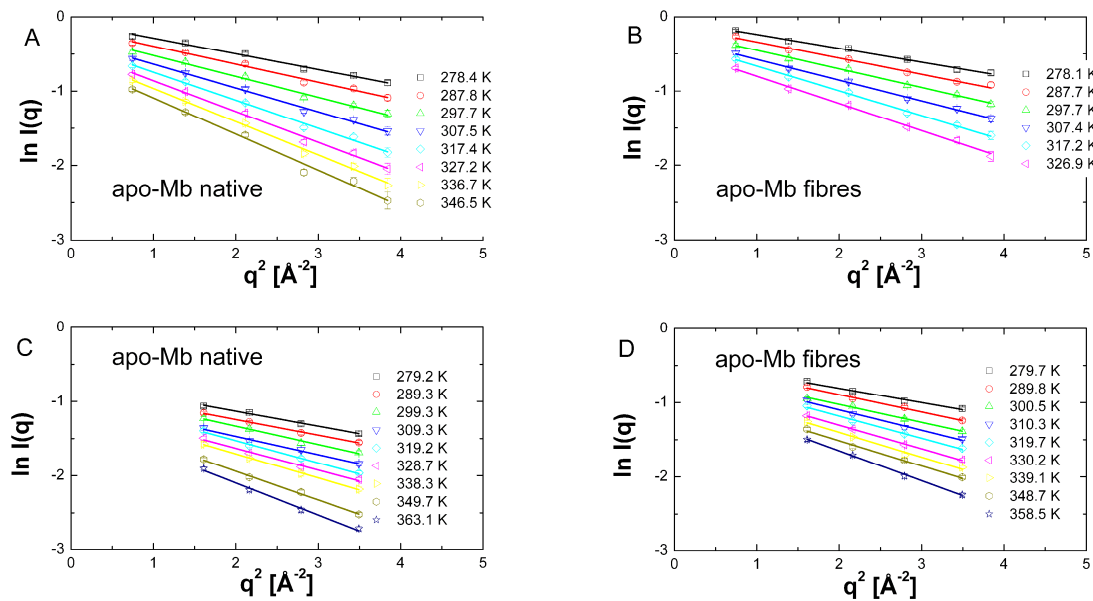 A
0
-1
-2
-3
ln I(q)
0 1 2 3 4 5
q² [Å⁻²]
apo-Mb native
278.4 K
287.8 K
297.7 K
307.5 K
317.4 K
327.2 K
336.7 K
346.5 K
B
0
-1
-2
-3
ln I(q)
0 1 2 3 4 5
q² [Å⁻²]
apo-Mb fibres
278.1 K
287.7 K
297.7 K
307.4 K
317.2 K
326.9 K
C
0
-1
-2
-3
ln I(q)
0 1 2 3 4 5
q² [Å⁻²]
apo-Mb native
279.2 K
289.3 K
299.3 K
309.3 K
319.2 K
328.7 K
338.3 K
349.7 K
363.1 K
D
0
-1
-2
-3
ln I(q)
0 1 2 3 4 5
q² [Å⁻²]
apo-Mb fibres
279.7 K
289.8 K
300.5 K
310.3 K
319.7 K
330.2 K
339.1 K
348.7 K
358.5 K